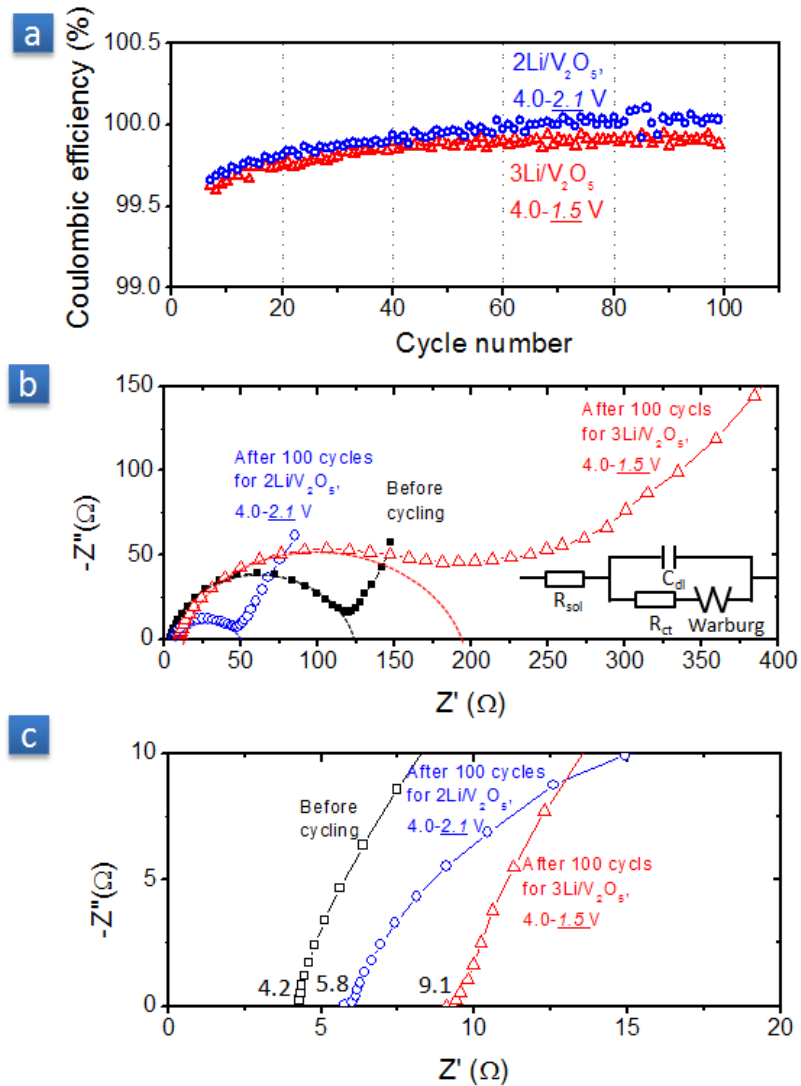 a
100.5
100.0
99.5
99.0
Coulombic efficiency (%)
2Li/V₂O₅,
4.0-2.1 V
3Li/V₂O₅
4.0-1.5 V
0 20 40 60 80 100
Cycle number
b
150
100
50
0
-Z"(Ω)
After 100 cycles
for 2Li/V₂O₅,
4.0-2.1 V
Before
cycling
After 100 cycls
for 3Li/V₂O₅,
4.0-1.5 V
Rsol
Cdl
Rct
Warburg
0 50 100 150 200 250 300 350 400
Z' (Ω)
c
10
5
0
-Z"(Ω)
Before
cycling
After 100 cycles
for 2Li/V₂O₅,
4.0-2.1 V
After 100 cycls
for 3Li/V₂O₅,
4.0-1.5 V
4.2
5.8
9.1
0 5 10 15 20
Z' (Ω)